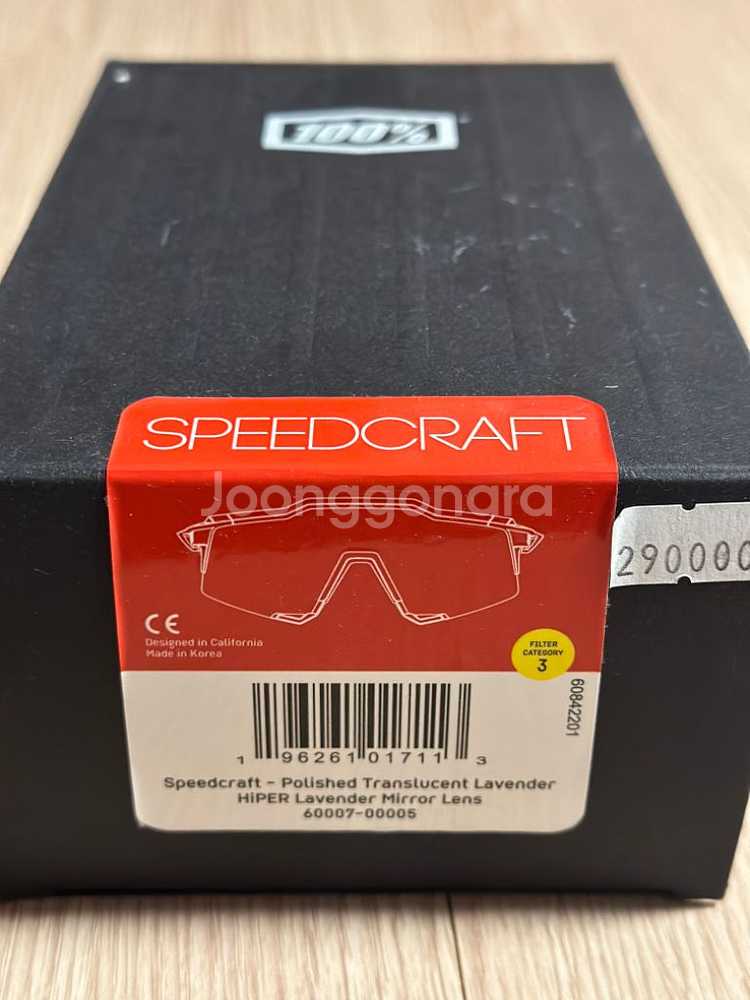 100%
SPEEDCRAFT
Joonggonara
290000
CE
Designed in California
Made in Korea
FILTER
CATEGORY
3
60842201
1 96261 01711 3
Speedcraft - Polished Translucent Lavender
HiPER Lavender Mirror Lens
60007-00005